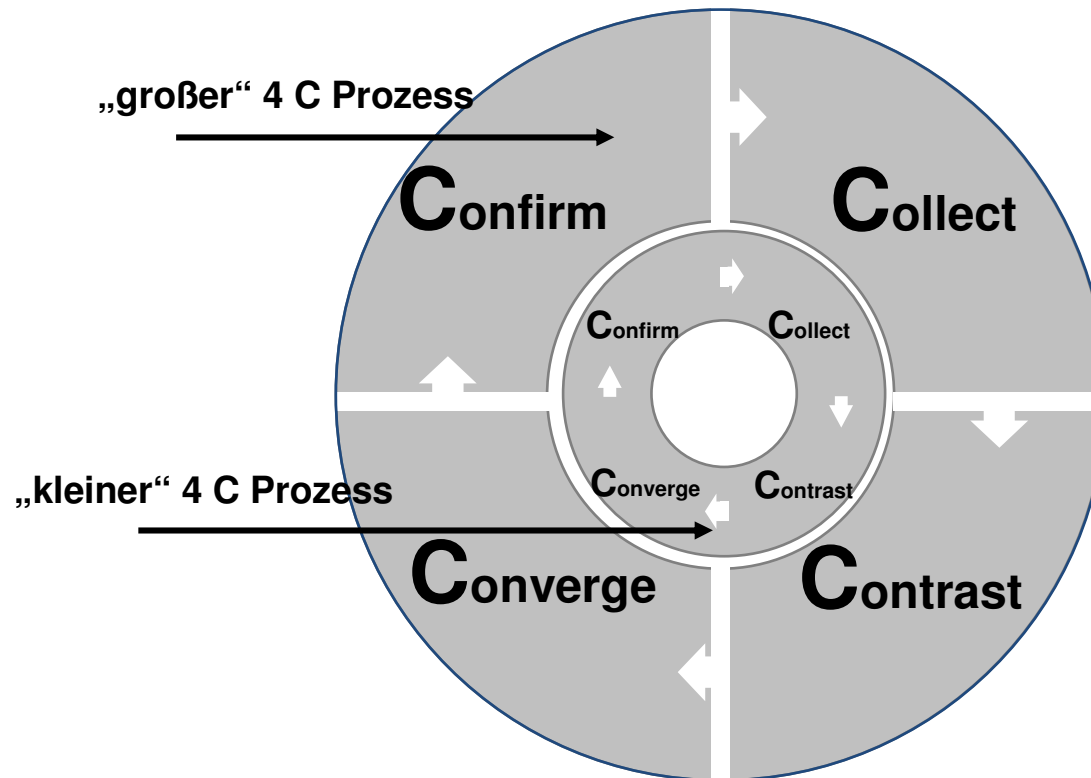 „großer“ 4 C Prozess
Confirm
Collect
Confirm
Collect
„kleiner“ 4 C Prozess
Converge
Contrast
Converge
Contrast